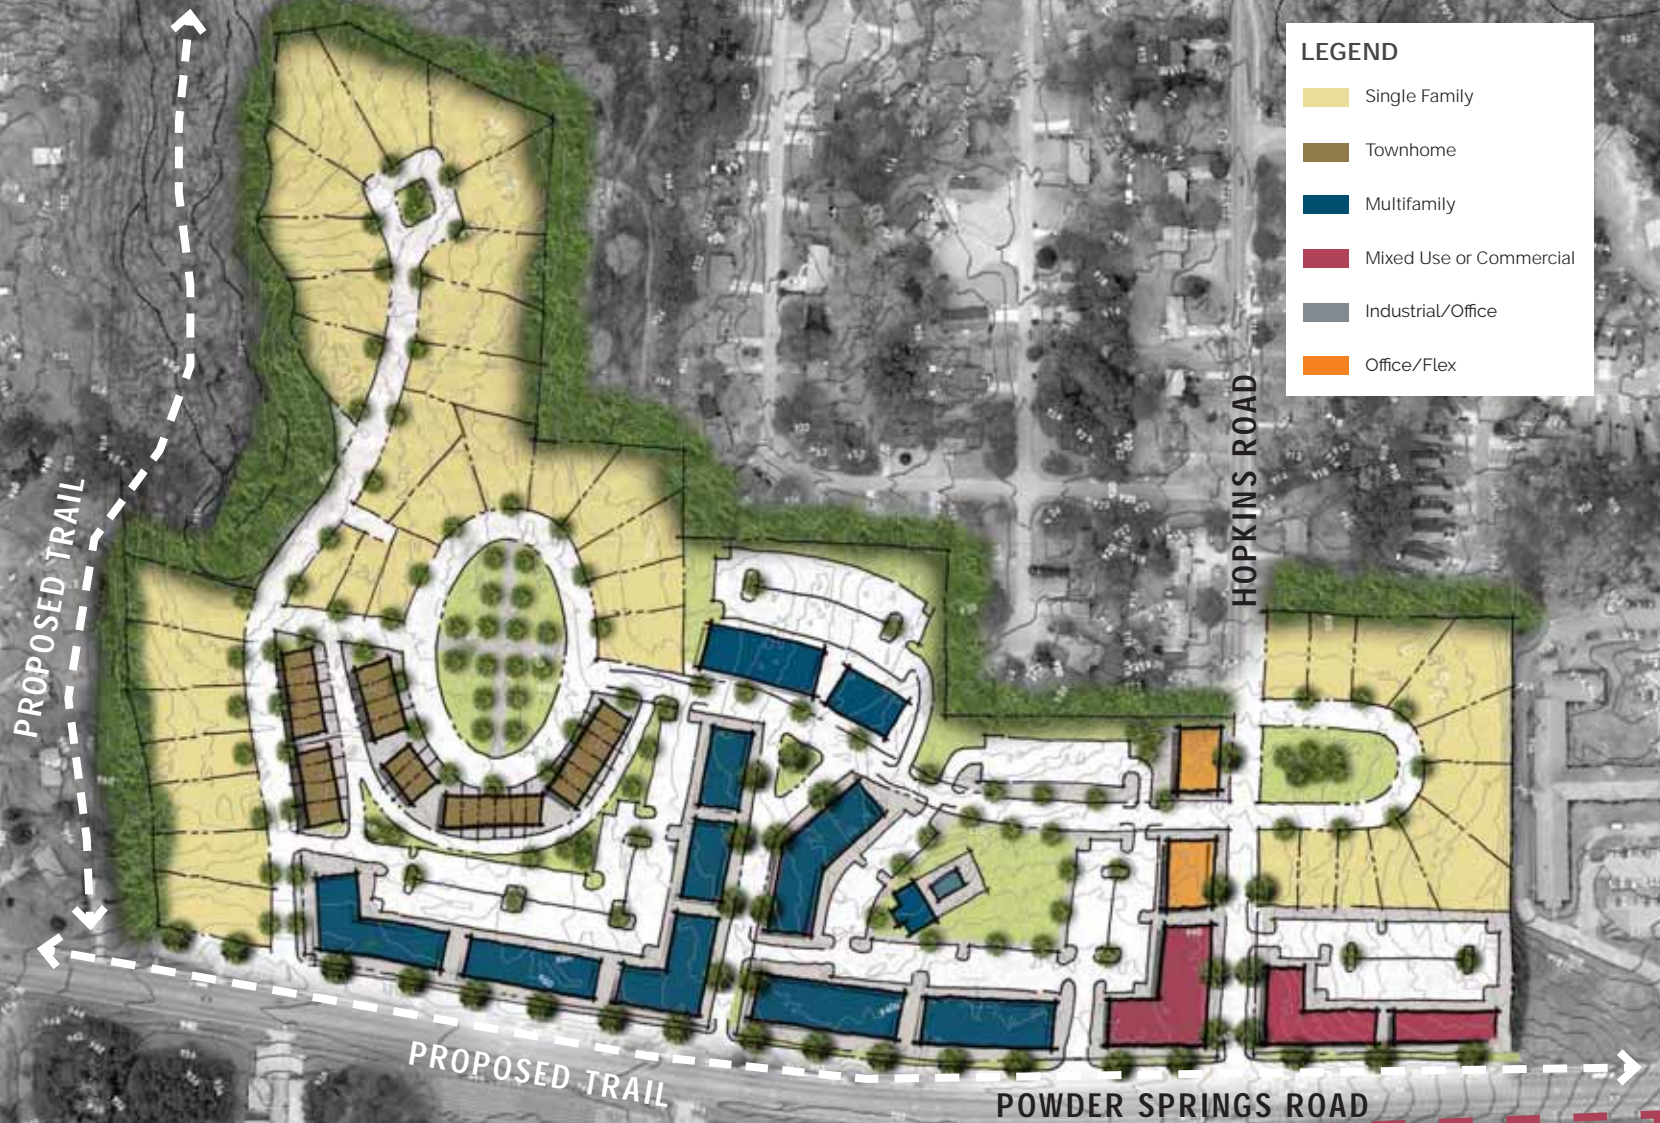 LEGEND
Single Family
Townhome
Multifamily
Mixed Use or Commercial
Industrial/Office
Office/Flex
HOPKINS ROAD
PROPOSED TRAIL
PROPOSED TRAIL
POWDER SPRINGS ROAD